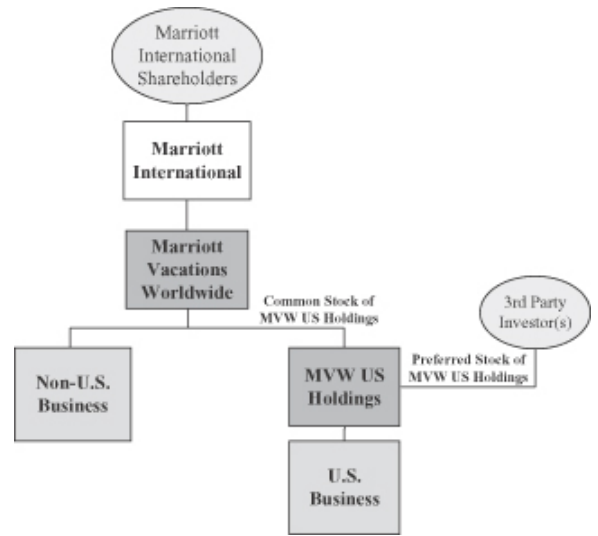 Marriott
International
Shareholders
Marriott
International
Marriott
Vacations
Worldwide
Common Stock of
MVW US Holdings
3rd Party
Investor(s)
Non-U.S.
Business
MVW US
Holdings
Preferred Stock of
MVW US Holdings
U.S.
Business